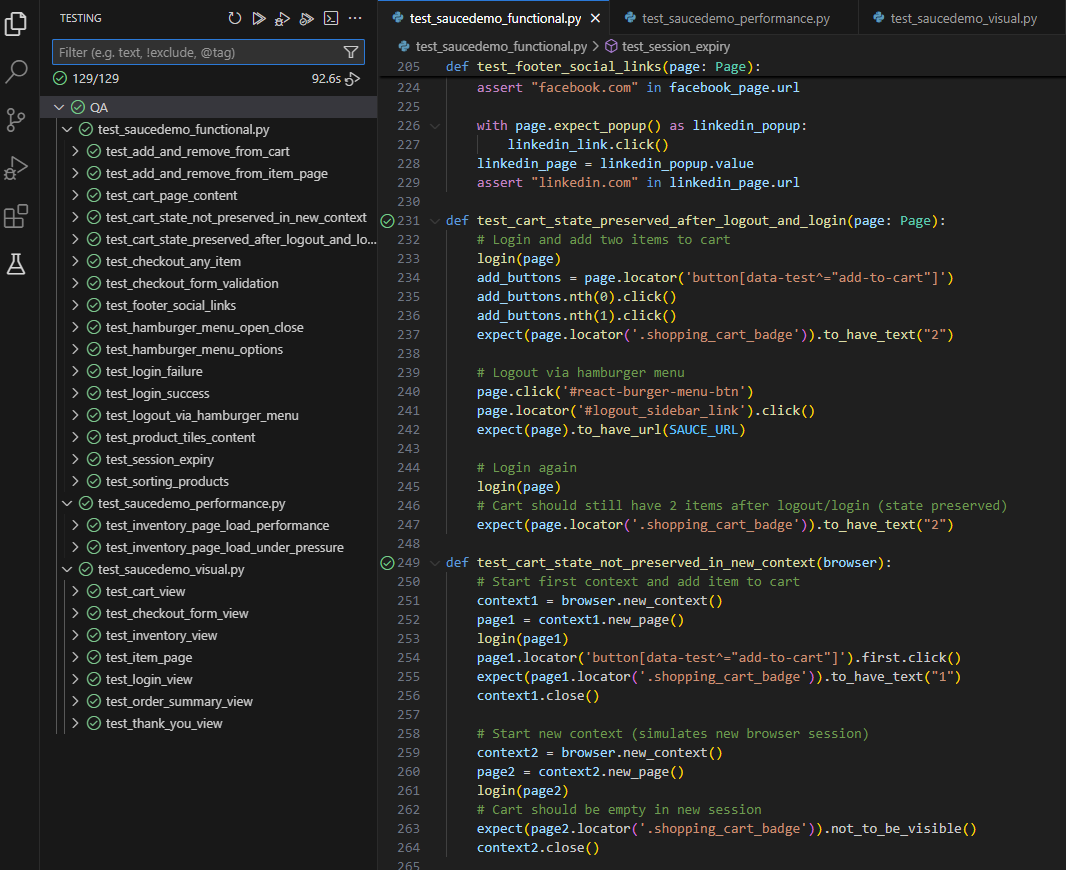 TESTING
Filter (e.g. text, !exclude, @tag)
129/129
92.6s
QA
test_saucedemo_functional.py
test_add_and_remove_from_cart
test_add_and_remove_from_item_page
test_cart_page_content
test_cart_state_not_preserved_in_new_context
test_cart_state_preserved_after_logout_and_lo...
test_checkout_any_item
test_checkout_form_validation
test_footer_social_links
test_hamburger_menu_open_close
test_hamburger_menu_options
test_login_failure
test_login_success
test_logout_via_hamburger_menu
test_product_tiles_content
test_session_expiry
test_sorting_products
test_saucedemo_performance.py
test_inventory_page_load_performance
test_inventory_page_load_under_pressure
test_saucedemo_visual.py
test_cart_view
test_checkout_form_view
test_inventory_view
test_item_page
test_login_view
test_order_summary_view
test_thank_you_view
test_saucedemo_functional.py test_saucedemo_performance.py test_saucedemo_visual.py
test_saucedemo_functional.py > test_session_expiry
205 def test_footer_social_links(page: Page):
224 assert "facebook.com" in facebook_page.url
225
226 with page.expect_popup() as linkedin_popup:
227 linkedin_link.click()
228 linkedin_page = linkedin_popup.value
229 assert "linkedin.com" in linkedin_page.url
230
231 def test_cart_state_preserved_after_logout_and_login(page: Page):
232 # Login and add two items to cart
233 login(page)
234 add_buttons = page.locator('button[data-test^="add-to-cart"]')
235 add_buttons.nth(0).click()
236 add_buttons.nth(1).click()
237 expect(page.locator('.shopping_cart_badge')).to_have_text("2")
238
239 # Logout via hamburger menu
240 page.click('#react-burger-menu-btn')
241 page.locator('#logout_sidebar_link').click()
242 expect(page).to_have_url(SAUCE_URL)
243
244 # Login again
245 login(page)
246 # Cart should still have 2 items after logout/login (state preserved)
247 expect(page.locator('.shopping_cart_badge')).to_have_text("2")
248
249 def test_cart_state_not_preserved_in_new_context(browser):
250 # Start first context and add item to cart
251 context1 = browser.new_context()
252 page1 = context1.new_page()
253 login(page1)
254 page1.locator('button[data-test^="add-to-cart"]').first.click()
255 expect(page1.locator('.shopping_cart_badge')).to_have_text("1")
256 context1.close()
257
258 # Start new context (simulates new browser session)
259 context2 = browser.new_context()
260 page2 = context2.new_page()
261 login(page2)
262 # Cart should be empty in new session
263 expect(page2.locator('.shopping_cart_badge')).not_to_be_visible()
264 context2.close()
265